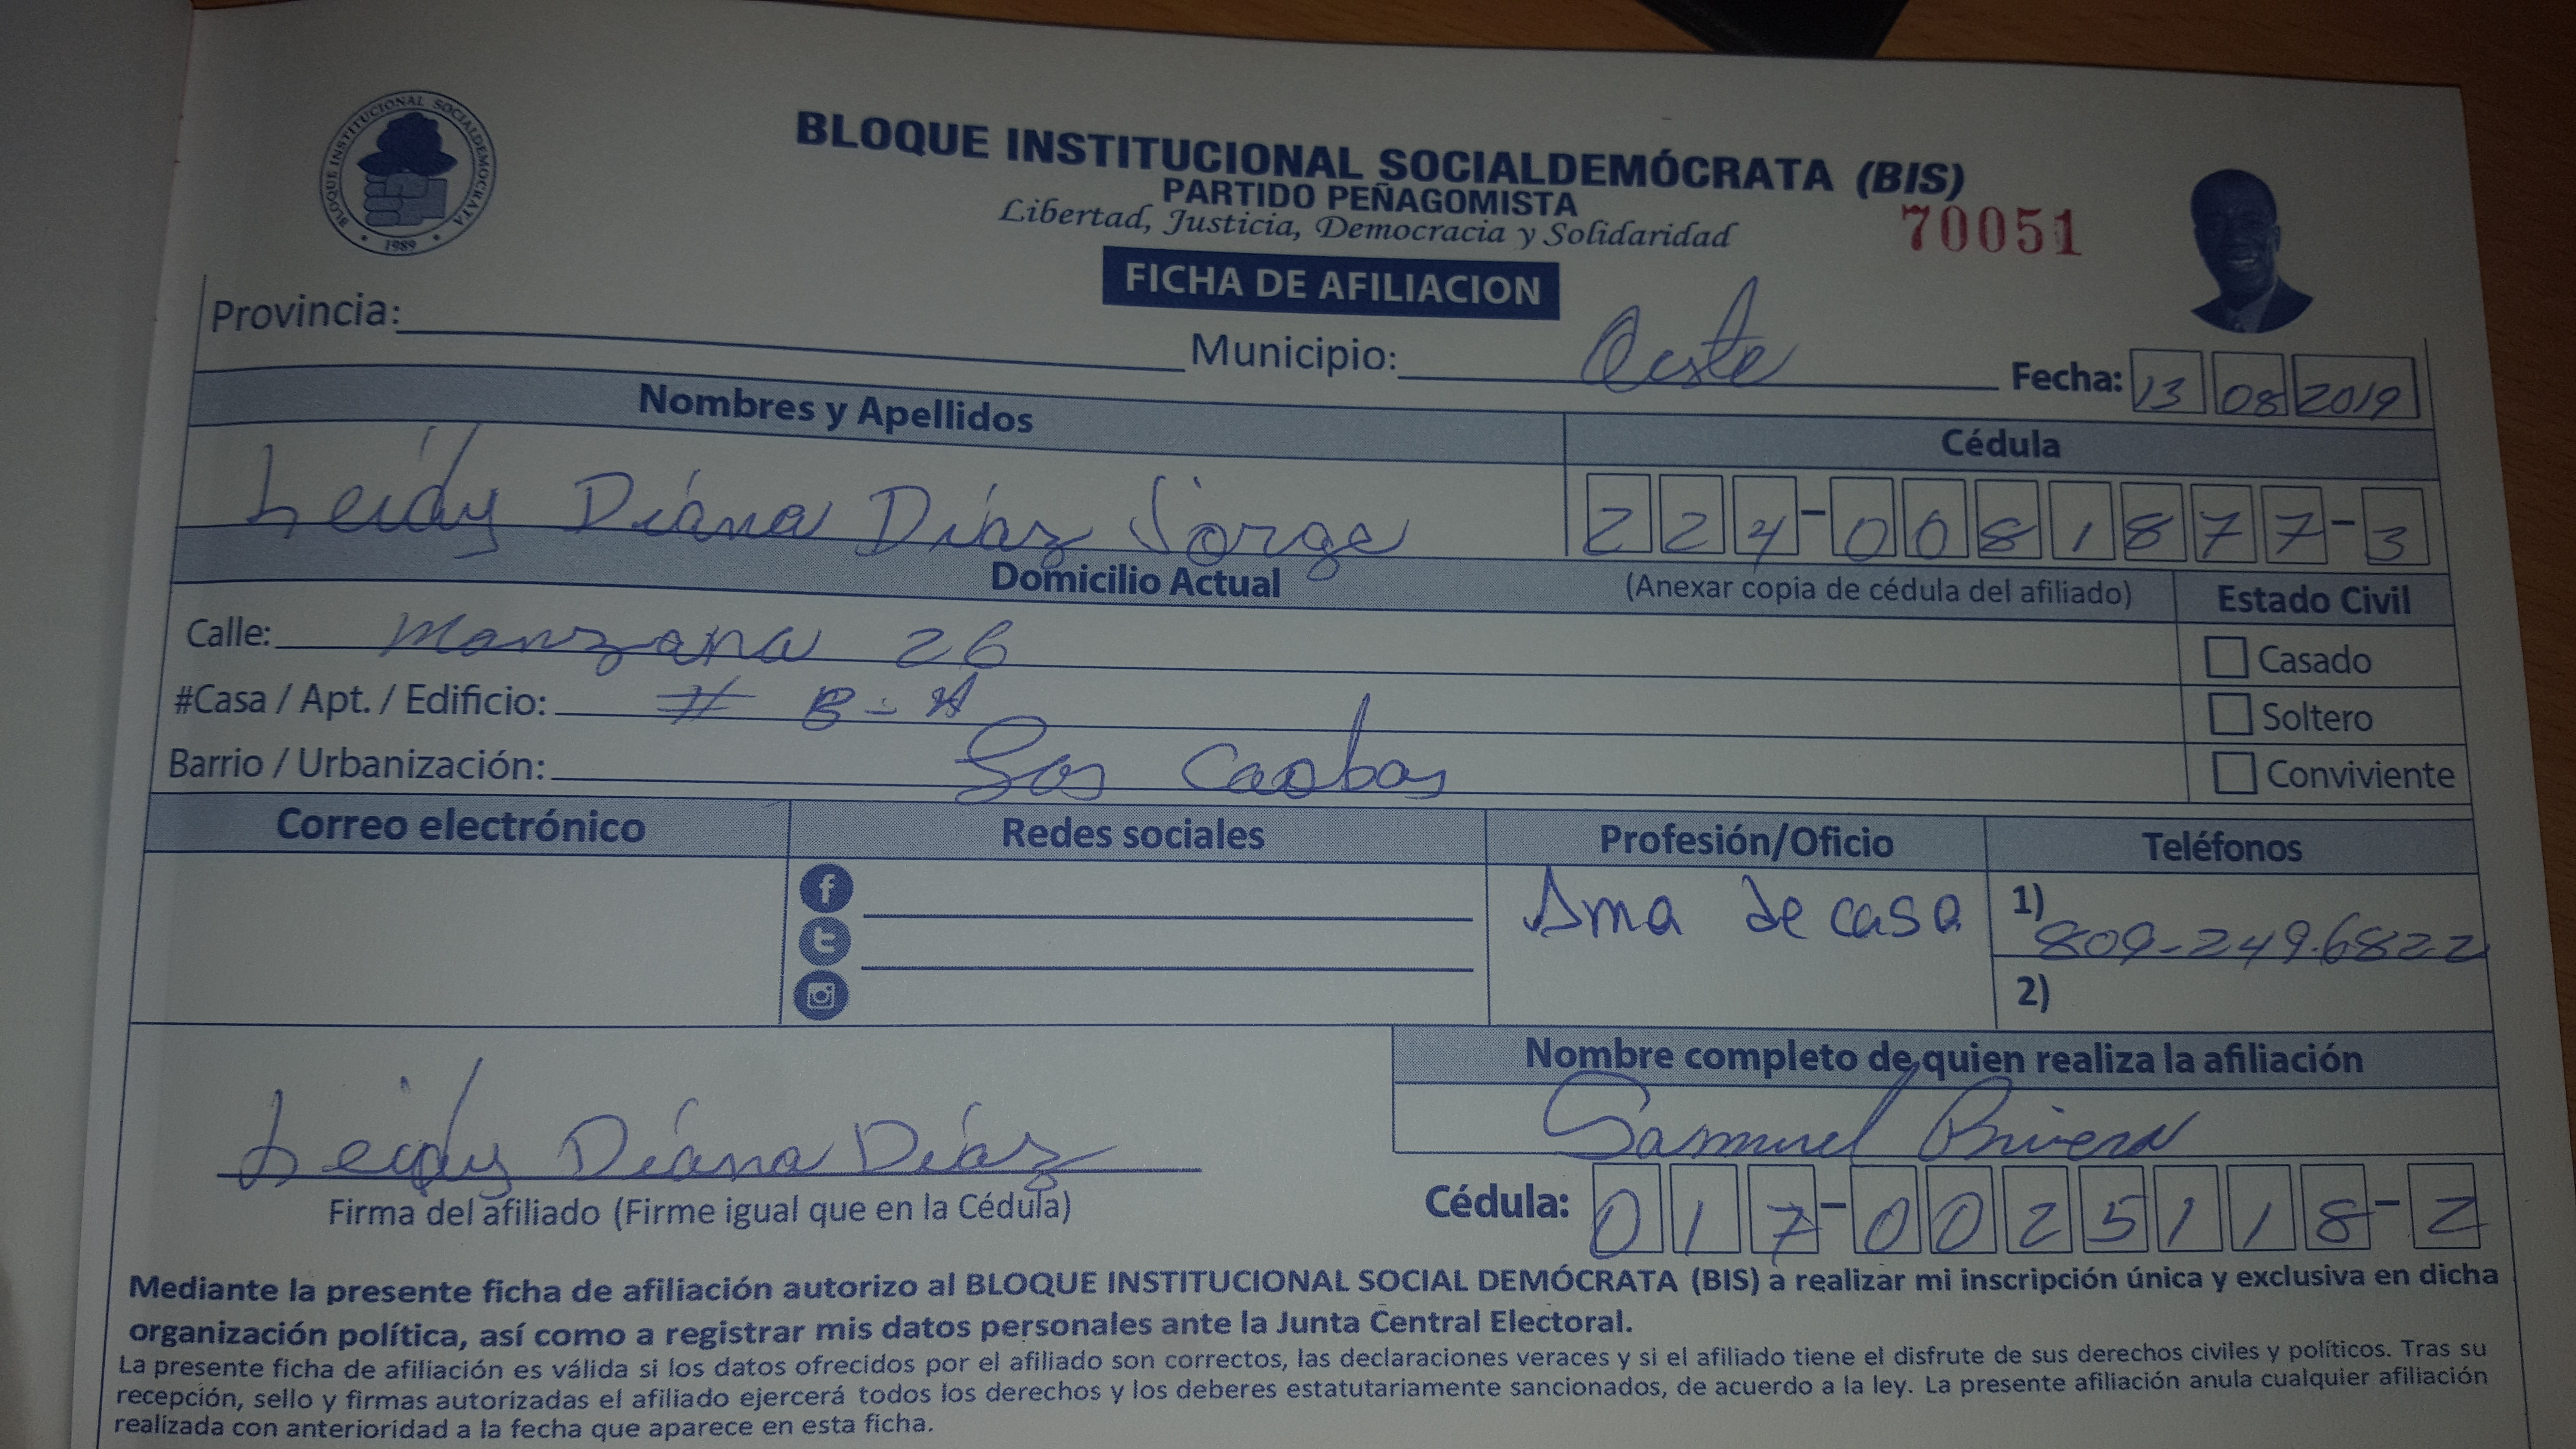 BLOQUE INSTITUCIONAL SOCIALDEMOCRATA
1989
BLOQUE INSTITUCIONAL SOCIALDEMÓCRATA (BIS)
PARTIDO PEÑAGOMISTA
Libertad, Justicia, Democracia y Solidaridad
70051
FICHA DE AFILIACION
Provincia:
Municipio: Oeste
Fecha: 13 08 2019
Nombres y Apellidos
Cédula
Leidy Diana Diaz Jorge
224-0081877-3
Domicilio Actual
(Anexar copia de cédula del afiliado)
Estado Civil
Calle: Manzana 26
Casado
#Casa / Apt. / Edificio: # B-A
Soltero
Barrio / Urbanización: Los Caobas
Conviviente
Correo electrónico
Redes sociales
Profesión/Oficio
Teléfonos
Ama de casa
1) 809-249-6822
2)
Nombre completo de quien realiza la afiliación
Samuel Rivera
Leidy Diana Diaz
Firma del afiliado (Firme igual que en la Cédula)
Cédula: 017-0025118-2
Mediante la presente ficha de afiliación autorizo al BLOQUE INSTITUCIONAL SOCIAL DEMÓCRATA (BIS) a realizar mi inscripción única y exclusiva en dicha
organización política, así como a registrar mis datos personales ante la Junta Central Electoral.
La presente ficha de afiliación es válida si los datos ofrecidos por el afiliado son correctos, las declaraciones veraces y si el afiliado tiene el disfrute de sus derechos civiles y políticos. Tras su
recepción, sello y firmas autorizadas el afiliado ejercerá todos los derechos y los deberes estatutariamente sancionados, de acuerdo a la ley. La presente afiliación anula cualquier afiliación
realizada con anterioridad a la fecha que aparece en esta ficha.